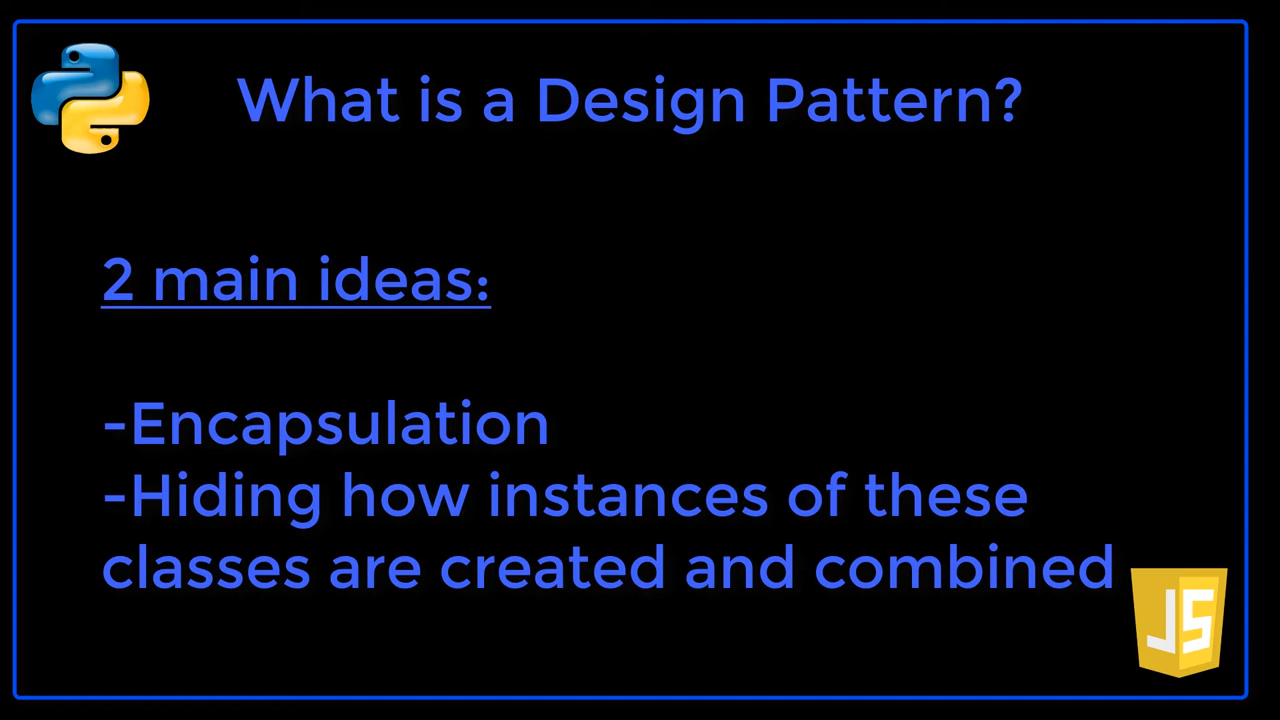 What is a Design Pattern?
2 main ideas:
-Encapsulation
-Hiding how instances of these
classes are created and combined
JS